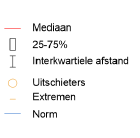 Mediaan
25-75%
Interkwartiele afstand
Uitschieters
Extremen
Norm